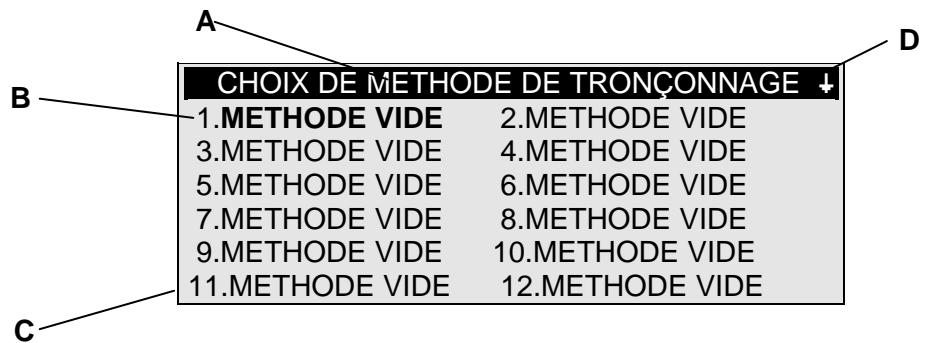 A
D
CHOIX DE METHODE DE TRONÇONNAGE
B
1.METHODE VIDE 2.METHODE VIDE
3.METHODE VIDE 4.METHODE VIDE
5.METHODE VIDE 6.METHODE VIDE
7.METHODE VIDE 8.METHODE VIDE
9.METHODE VIDE 10.METHODE VIDE
11.METHODE VIDE 12.METHODE VIDE
C